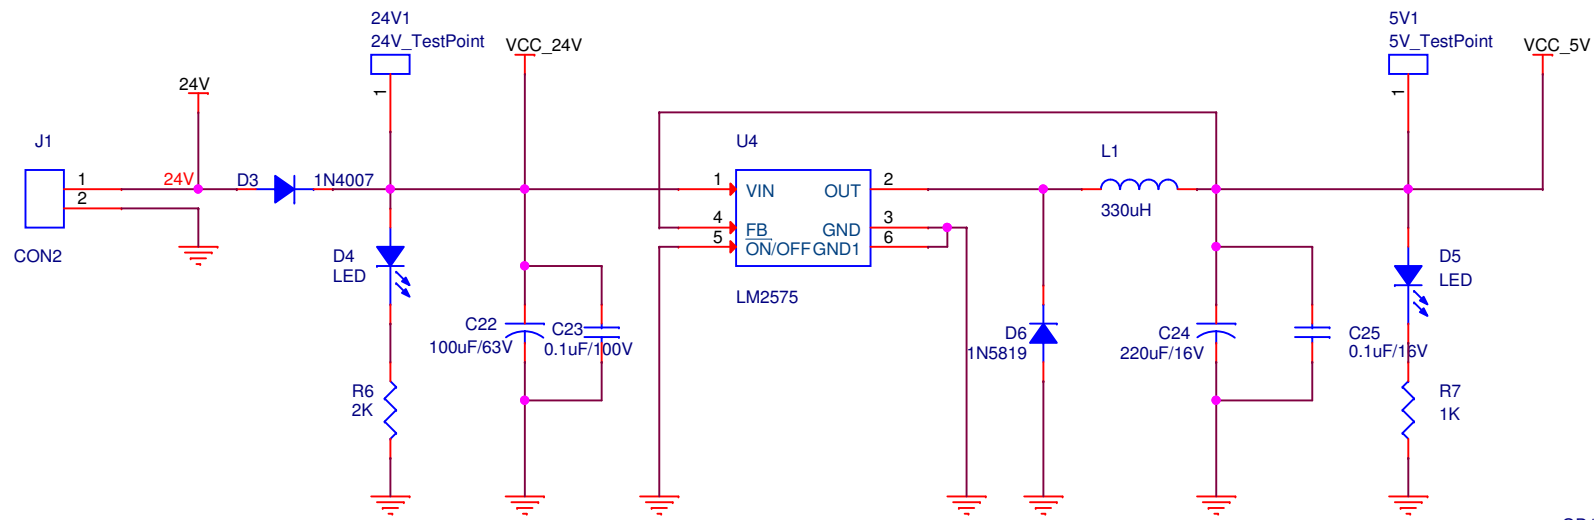 24V1
24V_TestPoint
5V1
5V_TestPoint
VCC_24V
VCC_5V
24V
1
1
J1
U4
L1
1
24V
D3
1N4007
1
VIN
OUT
2
2
330uH
4
FB
GND
3
5
ON/OFF
GND1
6
CON2
D4
LED
D5
LED
LM2575
C22
100uF/63V
C23
0.1uF/100V
D6
1N5819
C24
220uF/16V
C25
0.1uF/16V
R6
2K
R7
1K